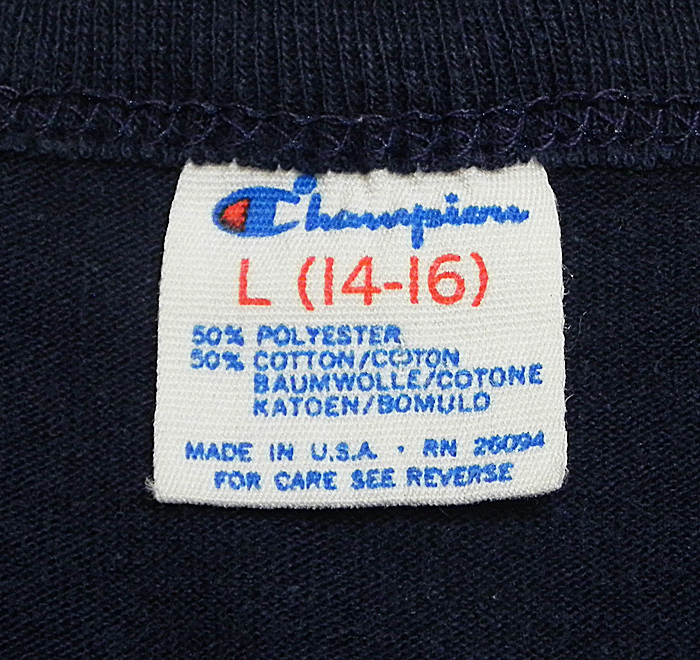 Champion
L (14-16)
50% POLYESTER
50% COTTON/COTON
BAUMWOLLE/COTONE
KATOEN/BOMULD
MADE IN U.S.A. · RN 26094
FOR CARE SEE REVERSE